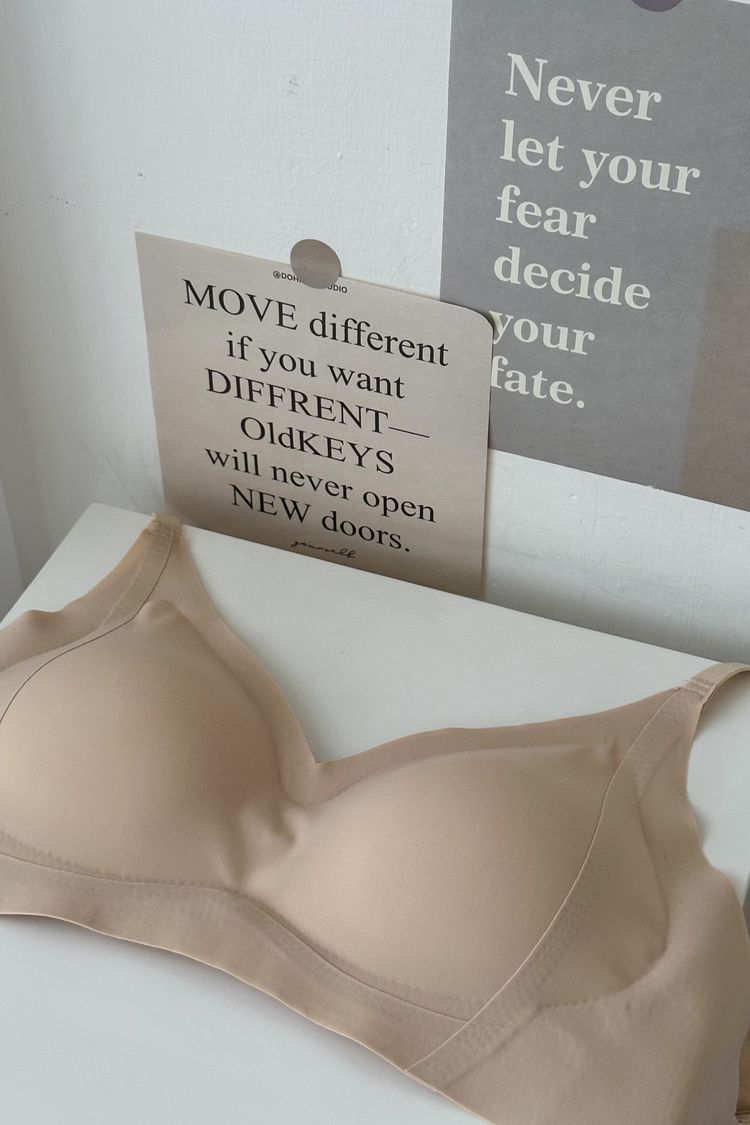 MOVE different
if you want
DIFFRENT—
OldKEYS
will never open
NEW doors.
yourself
Never
let your
fear
decide
your
fate.